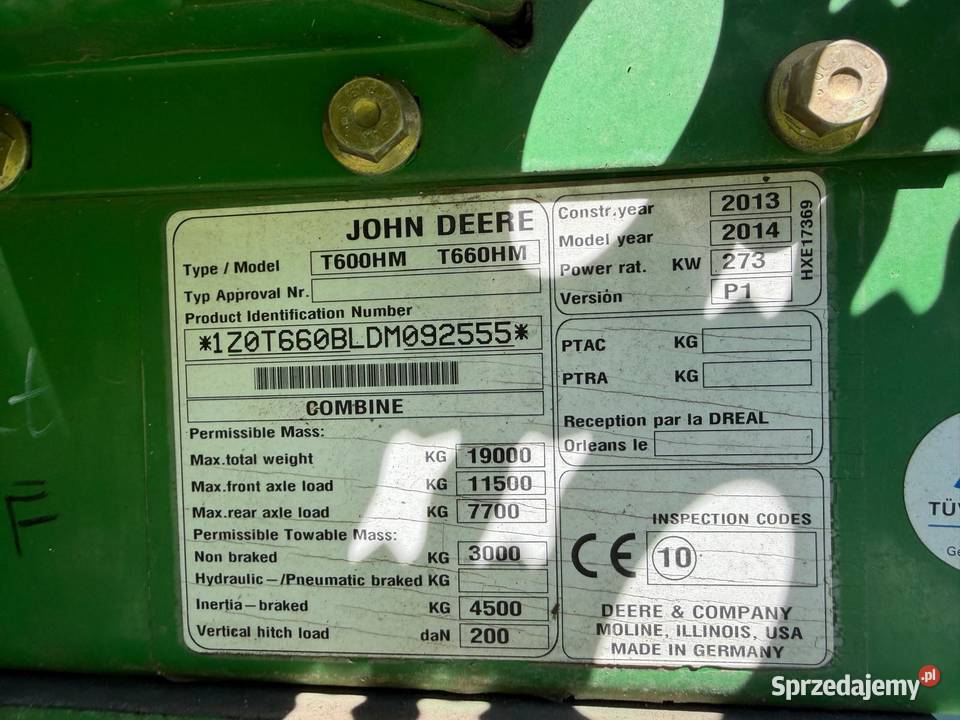 JOHN DEERE
Type / Model T600HM T660HM
Typ Approval Nr.
Product Identification Number
*1Z0T660BLDM092555*
COMBINE
Permissible Mass:
Max.total weight KG 19000
Max.front axle load KG 11500
Max.rear axle load KG 7700
Permissible Towable Mass:
Non braked KG 3000
Hydraulic-/Pneumatic braked KG
Inertia-braked KG 4500
Vertical hitch load daN 200
Constr.year 2013
Model year 2014
Power rat. KW 273
Version P1
HXE17369
PTAC KG
PTRA KG
Reception par la DREAL
Orleans le
INSPECTION CODES
CE 10
DEERE & COMPANY
MOLINE, ILLINOIS, USA
MADE IN GERMANY
F
TÜV
Ge
Sprzedajemy.pl